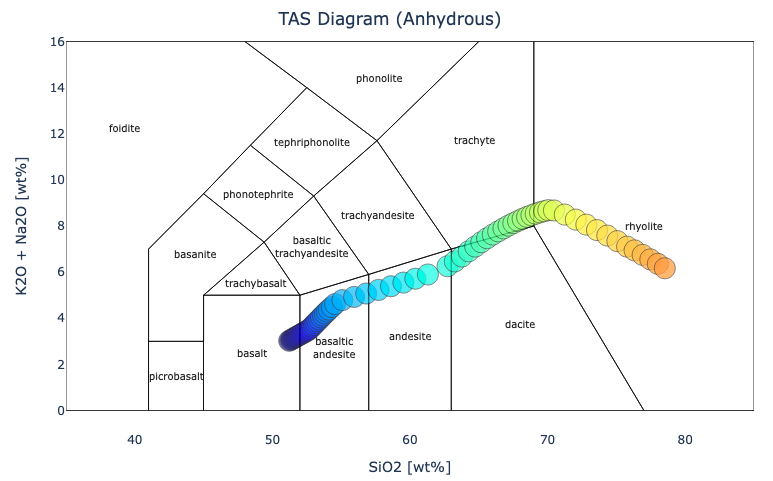 TAS Diagram (Anhydrous)
16
phonolite
14
foidite
12
tephriphonolite
trachyte
10
phonotephrite
trachyandesite
8
rhyolite
basaltic
trachyandesite
basanite
6
trachybasalt
4
dacite
andesite
basaltic
andesite
basalt
2
picrobasalt
0
40
50
60
70
80
SiO2 [wt%]
K2O + Na2O [wt%]